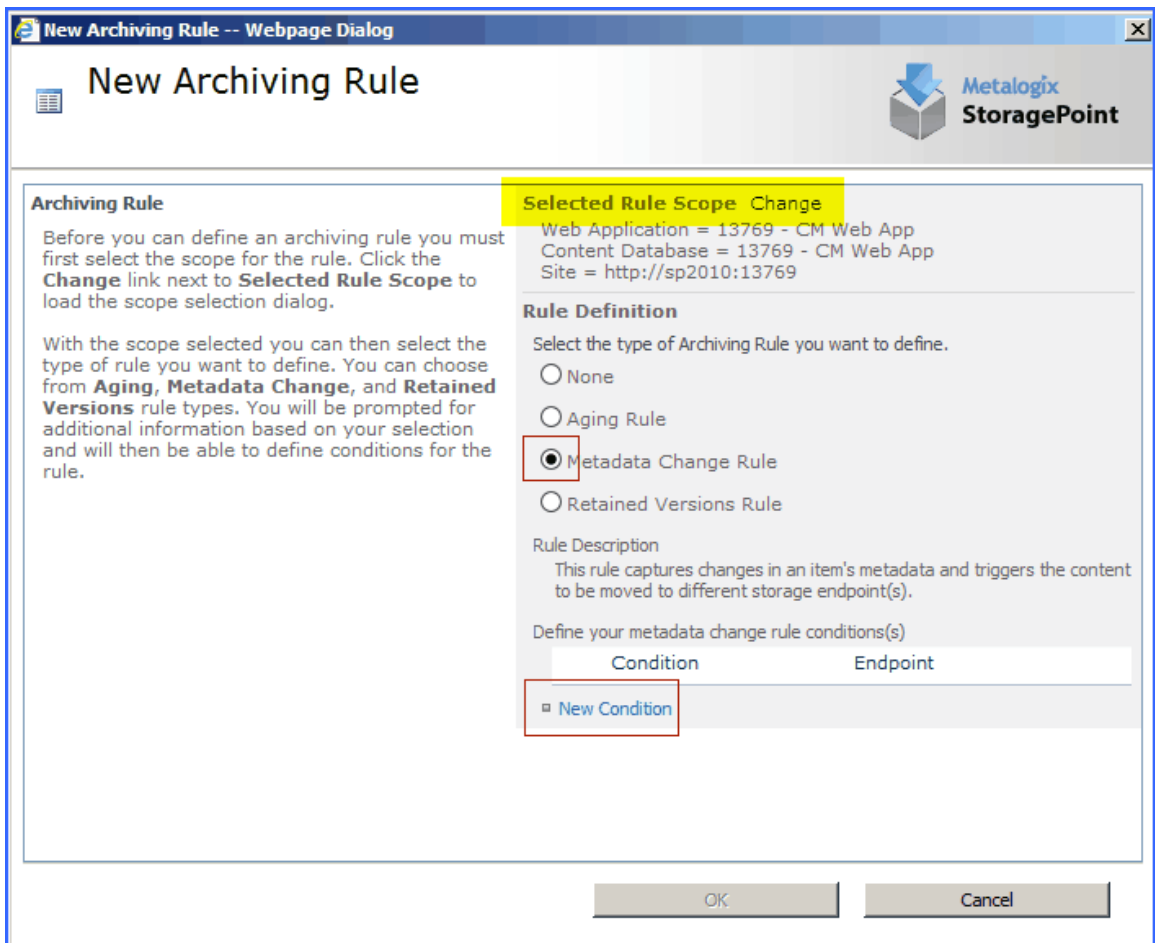 New Archiving Rule -- Webpage Dialog
New Archiving Rule
Metalogix
StoragePoint
Archiving Rule
Before you can define an archiving rule you must
first select the scope for the rule. Click the
Change link next to Selected Rule Scope to
load the scope selection dialog.
With the scope selected you can then select the
type of rule you want to define. You can choose
from Aging, Metadata Change, and Retained
Versions rule types. You will be prompted for
additional information based on your selection
and will then be able to define conditions for the
rule.
Selected Rule Scope Change
Web Application = 13769 - CM Web App
Content Database = 13769 - CM Web App
Site = http://sp2010:13769
Rule Definition
Select the type of Archiving Rule you want to define.
None
Aging Rule
Metadata Change Rule
Retained Versions Rule
Rule Description
This rule captures changes in an item's metadata and triggers the content
to be moved to different storage endpoint(s).
Define your metadata change rule conditions(s)
Condition Endpoint
New Condition
OK Cancel